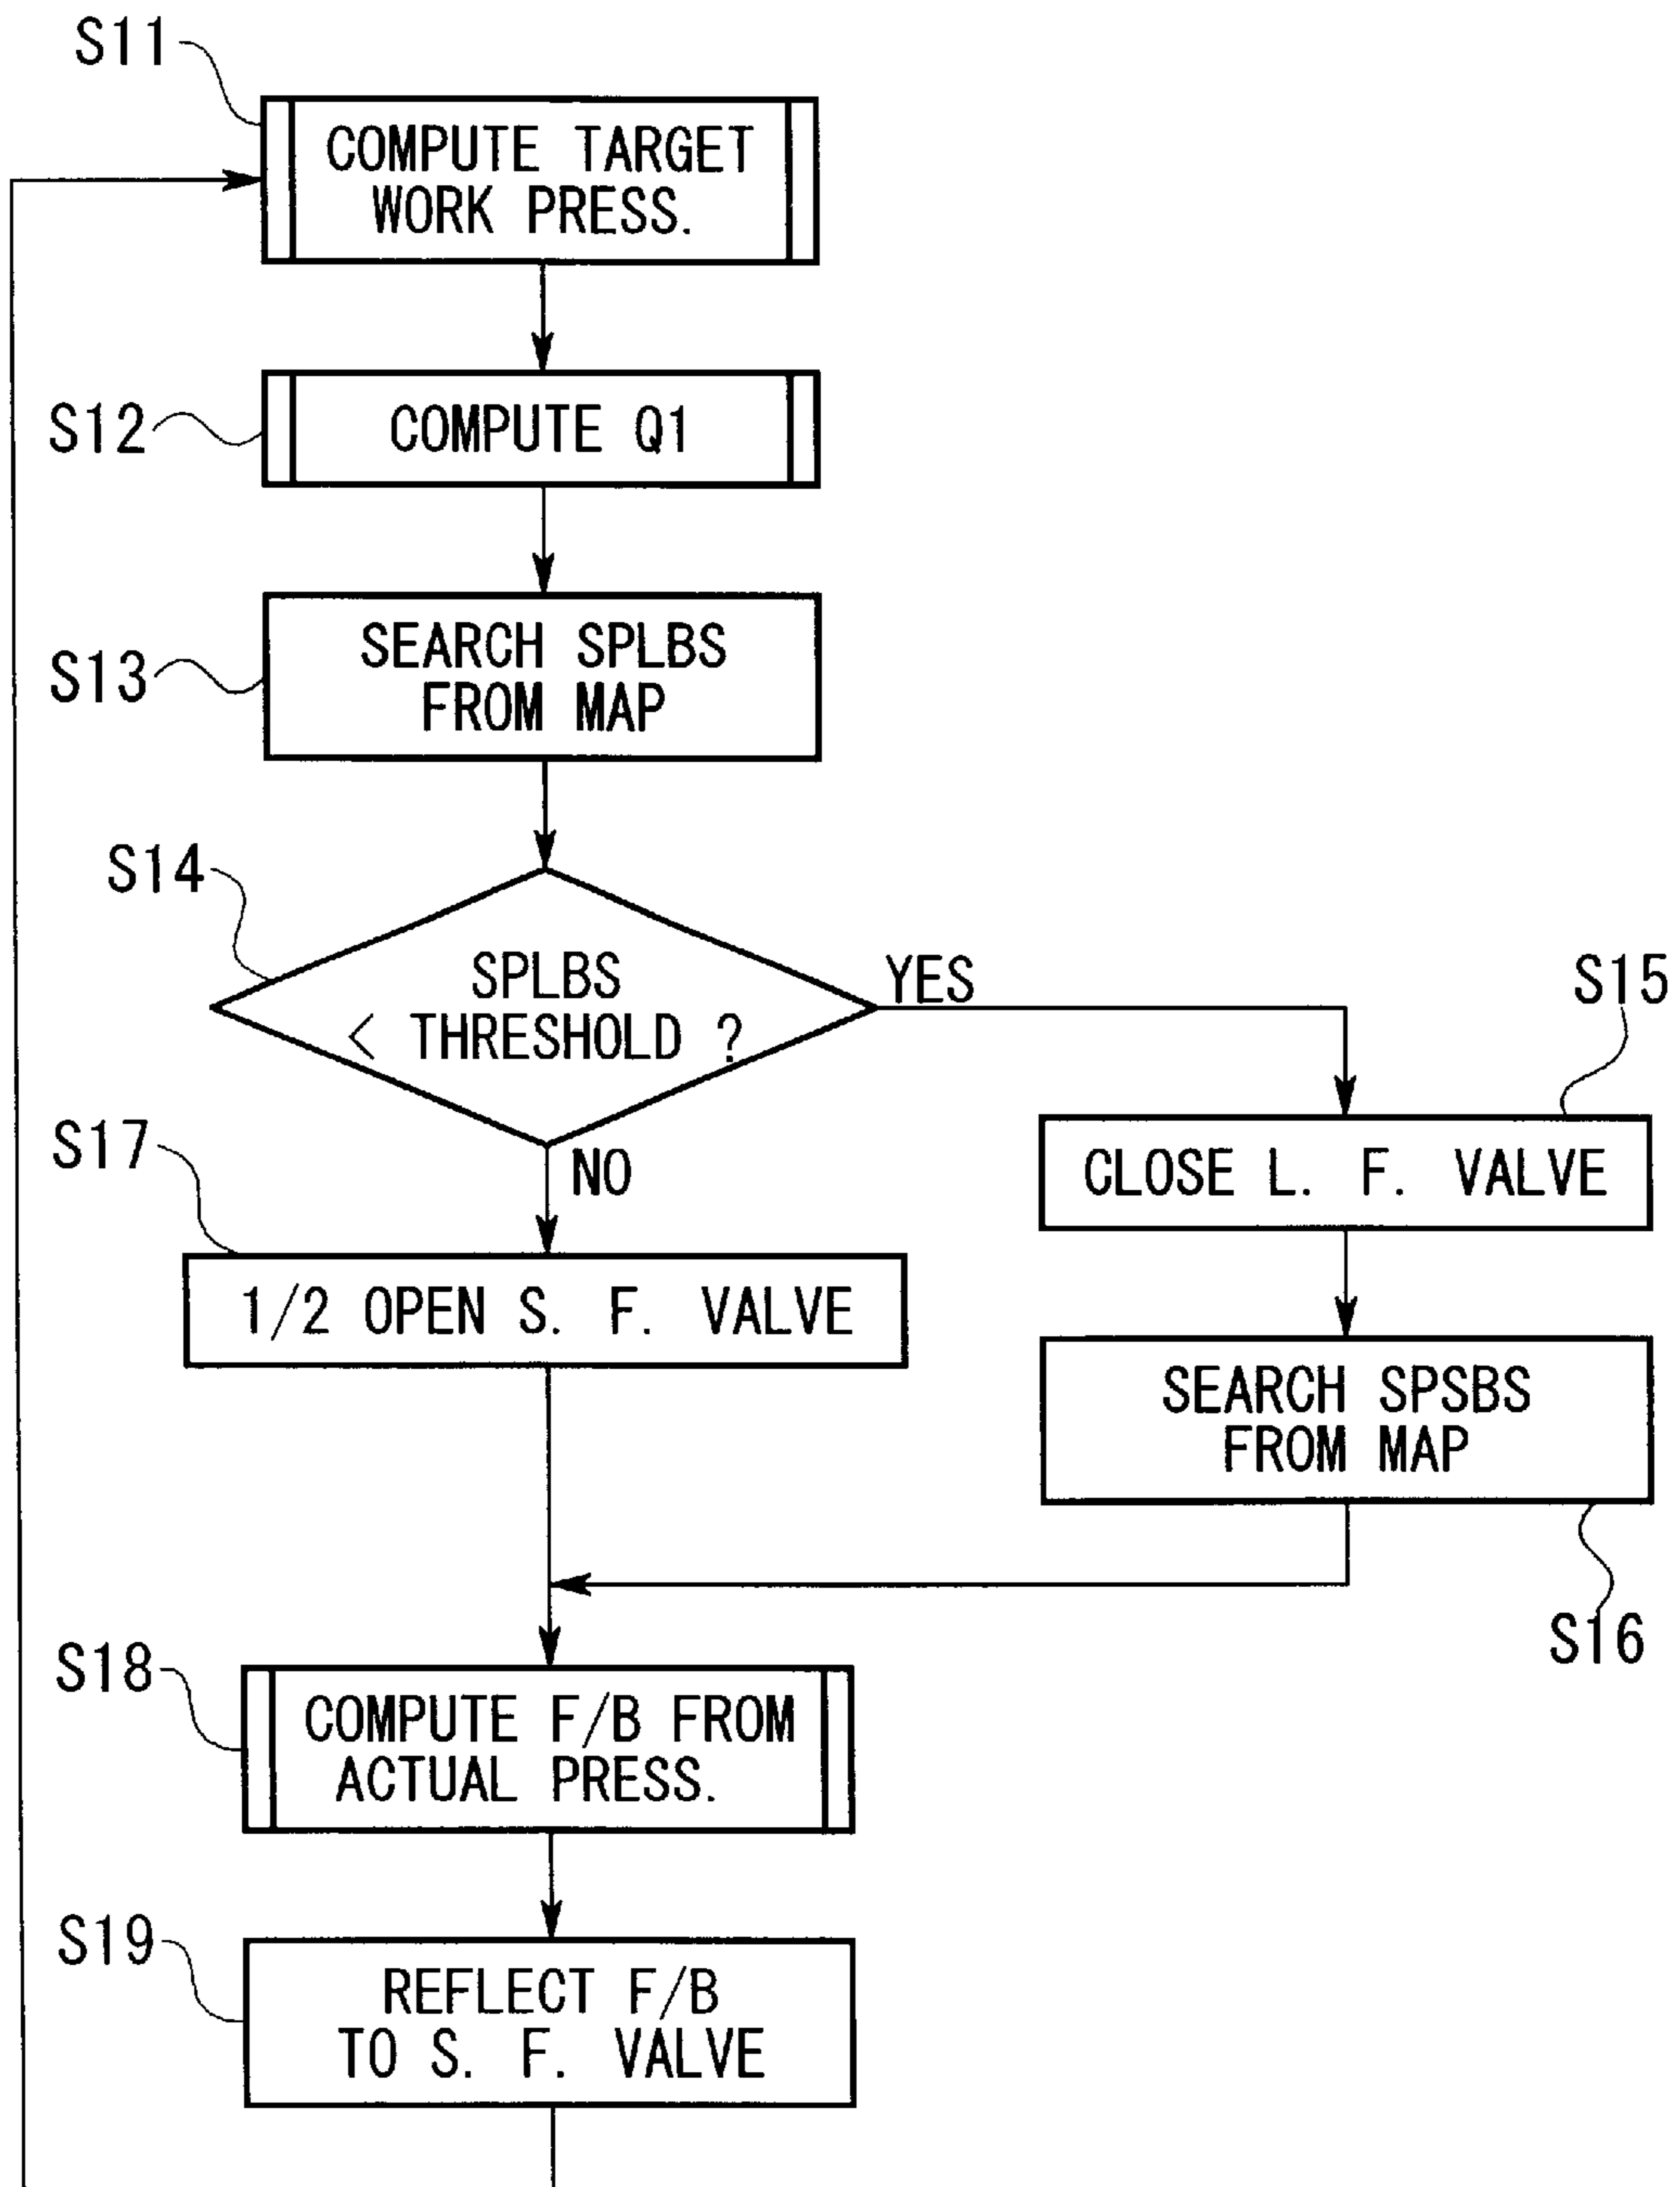 S11
COMPUTE TARGET
WORK PRESS.
S12
COMPUTE Q1
S13
SEARCH SPLBS
FROM MAP
S14
SPLBS
< THRESHOLD ?
YES
NO
S15
CLOSE L. F. VALVE
S17
1/2 OPEN S. F. VALVE
SEARCH SPSBS
FROM MAP
S16
S18
COMPUTE F/B FROM
ACTUAL PRESS.
S19
REFLECT F/B
TO S. F. VALVE